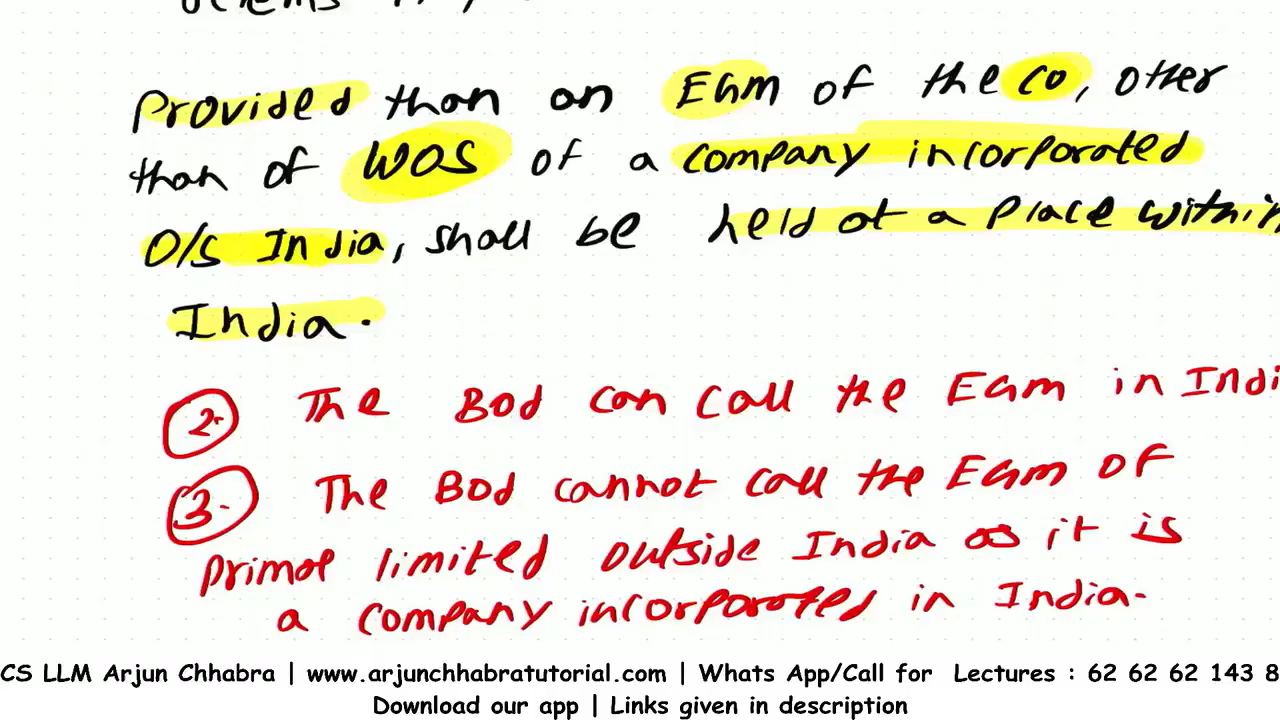 Provided than an EGM of the co, other
than of WOS of a company incorporated
O/S India, shall be held at a place within
India.
2. The BoD can call the EGM in Indi
3. The BoD cannot call the EGM of
Primal limited outside India as it is
a company incorporated in India.
CS LLM Arjun Chhabra | www.arjunchhabratutorial.com | Whats App/Call for Lectures : 62 62 62 143 8
Download our app | Links given in description